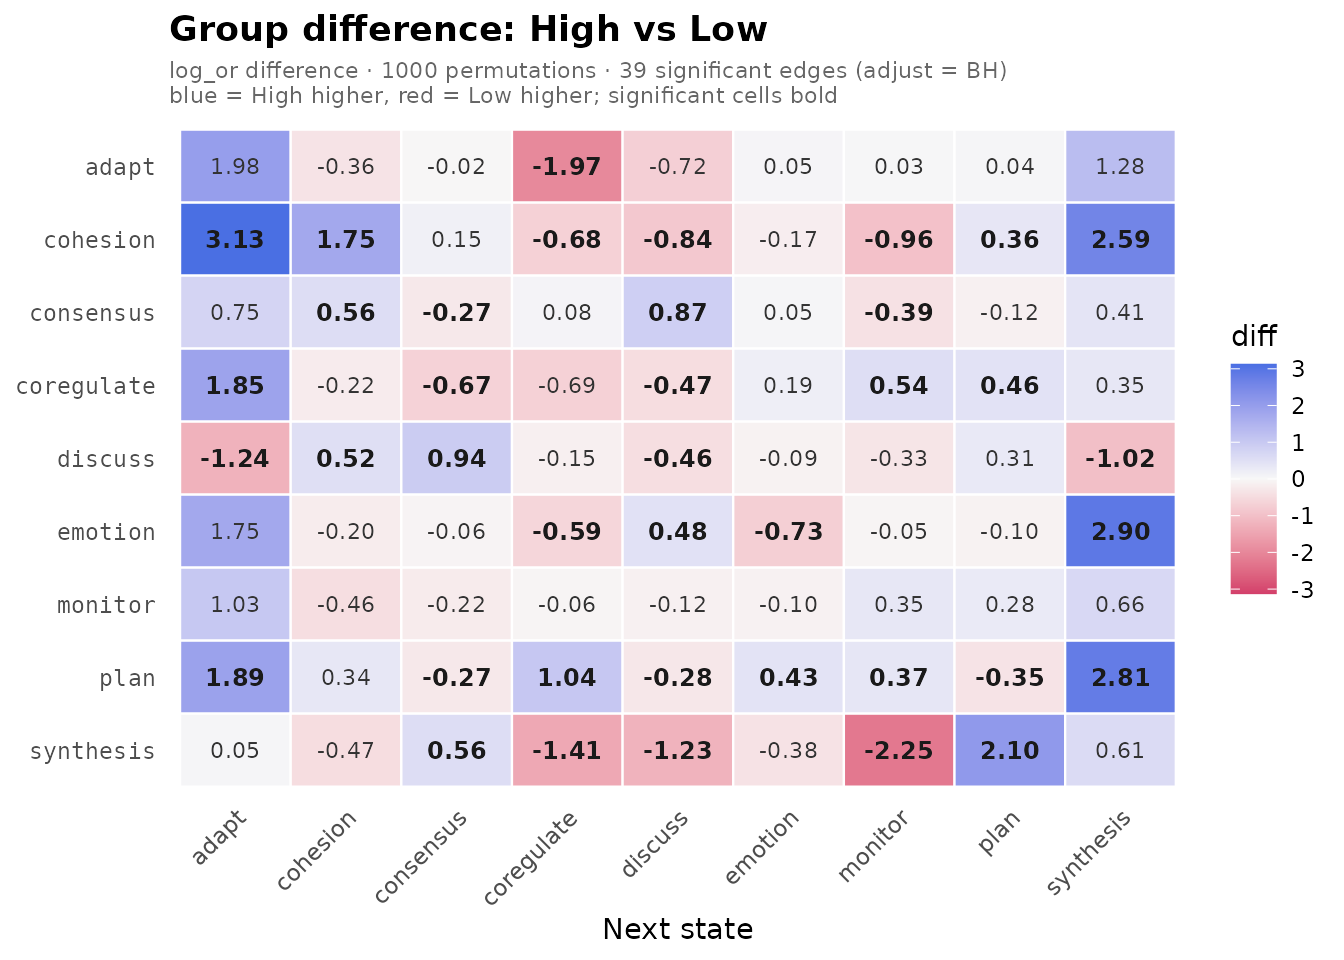 Group difference: High vs Low
log_or difference · 1000 permutations · 39 significant edges (adjust = BH)
blue = High higher, red = Low higher; significant cells bold
adapt 1.98 -0.36 -0.02 -1.97 -0.72 0.05 0.03 0.04 1.28
cohesion 3.13 1.75 0.15 -0.68 -0.84 -0.17 -0.96 0.36 2.59
consensus 0.75 0.56 -0.27 0.08 0.87 0.05 -0.39 -0.12 0.41
coregulate 1.85 -0.22 -0.67 -0.69 -0.47 0.19 0.54 0.46 0.35
discuss -1.24 0.52 0.94 -0.15 -0.46 -0.09 -0.33 0.31 -1.02
emotion 1.75 -0.20 -0.06 -0.59 0.48 -0.73 -0.05 -0.10 2.90
monitor 1.03 -0.46 -0.22 -0.06 -0.12 -0.10 0.35 0.28 0.66
plan 1.89 0.34 -0.27 1.04 -0.28 0.43 0.37 -0.35 2.81
synthesis 0.05 -0.47 0.56 -1.41 -1.23 -0.38 -2.25 2.10 0.61
adapt cohesion consensus coregulate discuss emotion monitor plan synthesis
Next state
diff
3
2
1
0
-1
-2
-3